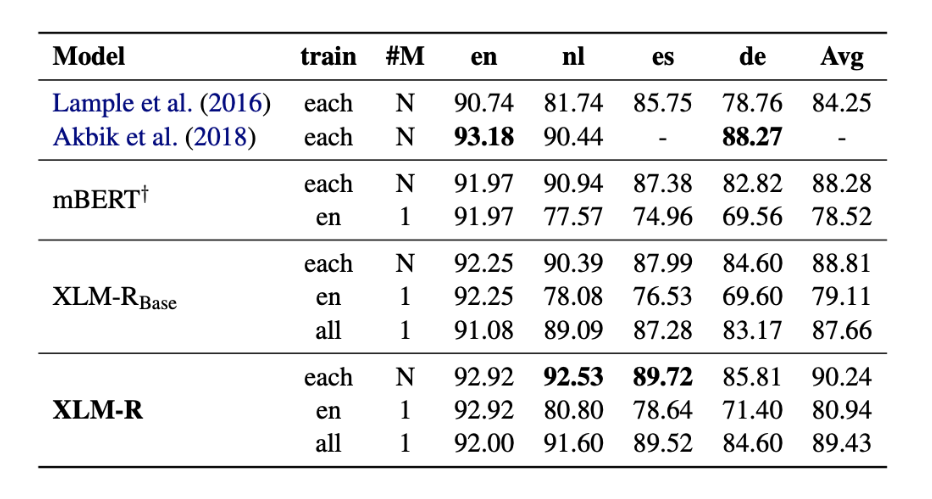 Model train #M en nl es de Avg
Lample et al. (2016) each N 90.74 81.74 85.75 78.76 84.25
Akbik et al. (2018) each N 93.18 90.44 - 88.27 -
mBERT† each N 91.97 90.94 87.38 82.82 88.28
en 1 91.97 77.57 74.96 69.56 78.52
XLM-RBase each N 92.25 90.39 87.99 84.60 88.81
en 1 92.25 78.08 76.53 69.60 79.11
all 1 91.08 89.09 87.28 83.17 87.66
XLM-R each N 92.92 92.53 89.72 85.81 90.24
en 1 92.92 80.80 78.64 71.40 80.94
all 1 92.00 91.60 89.52 84.60 89.43